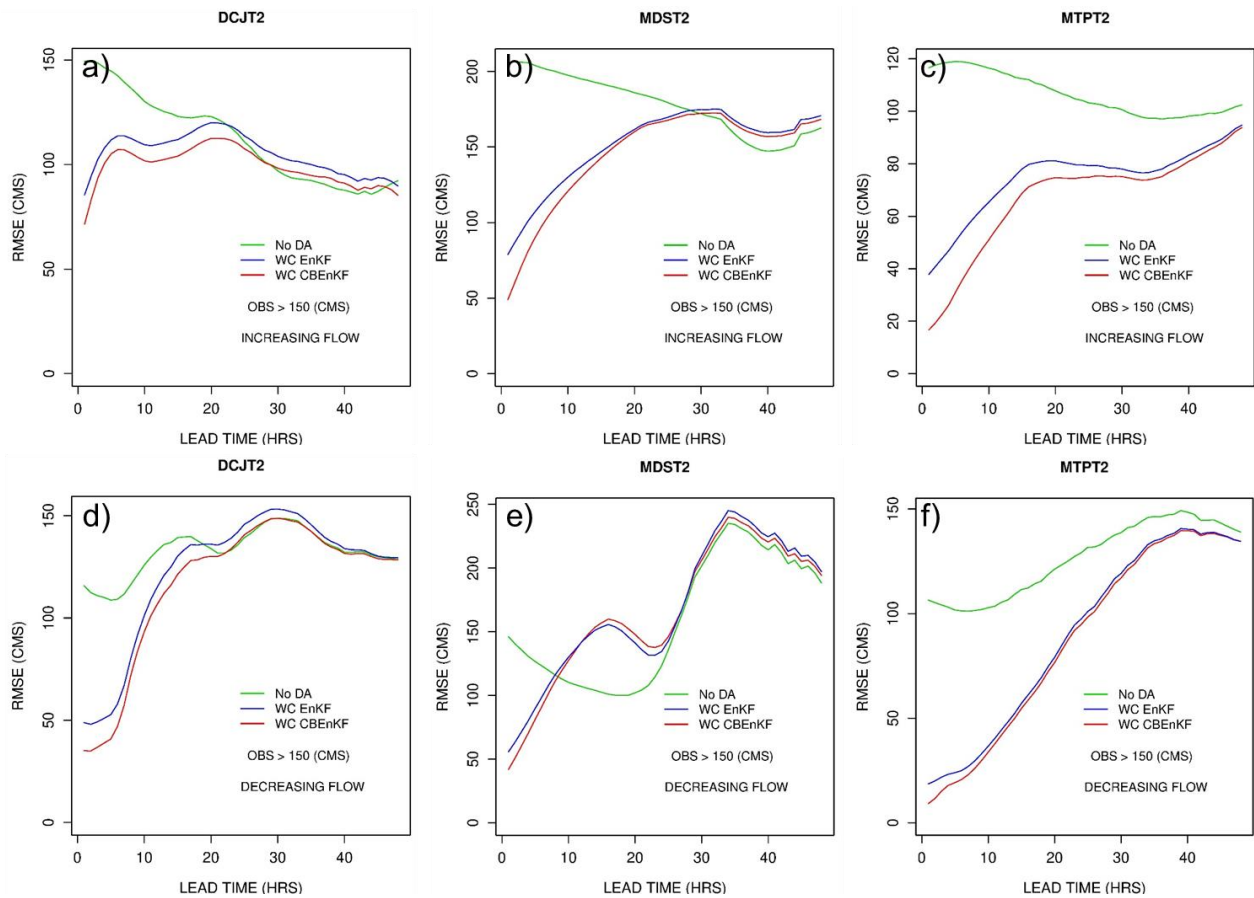 DCJT2
a)
RMSE (CMS)
150
100
50
0
No DA
WC EnKF
WC CBEnKF
OBS > 150 (CMS)
INCREASING FLOW
0 10 20 30 40
LEAD TIME (HRS)
MDST2
b)
RMSE (CMS)
200
150
100
50
0
No DA
WC EnKF
WC CBEnKF
OBS > 150 (CMS)
INCREASING FLOW
0 10 20 30 40
LEAD TIME (HRS)
MTPT2
c)
RMSE (CMS)
120
100
80
60
40
20
0
No DA
WC EnKF
WC CBEnKF
OBS > 150 (CMS)
INCREASING FLOW
0 10 20 30 40
LEAD TIME (HRS)
DCJT2
d)
RMSE (CMS)
150
100
50
0
No DA
WC EnKF
WC CBEnKF
OBS > 150 (CMS)
DECREASING FLOW
0 10 20 30 40
LEAD TIME (HRS)
MDST2
e)
RMSE (CMS)
250
200
150
100
50
0
No DA
WC EnKF
WC CBEnKF
OBS > 150 (CMS)
DECREASING FLOW
0 10 20 30 40
LEAD TIME (HRS)
MTPT2
f)
RMSE (CMS)
150
100
50
0
No DA
WC EnKF
WC CBEnKF
OBS > 150 (CMS)
DECREASING FLOW
0 10 20 30 40
LEAD TIME (HRS)